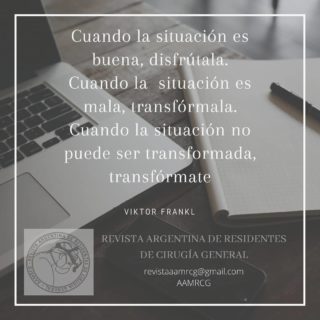 Cuando la situación es
buena, disfrútala.
Cuando la situación es
mala, transfórmala.
Cuando la situación no
puede ser transformada,
transfórmate
VIKTOR FRANKL
REVISTA ARGENTINA DE RESIDENTES
DE CIRUGÍA GENERAL
revistaamrcg@gmail.com
AAMRCG